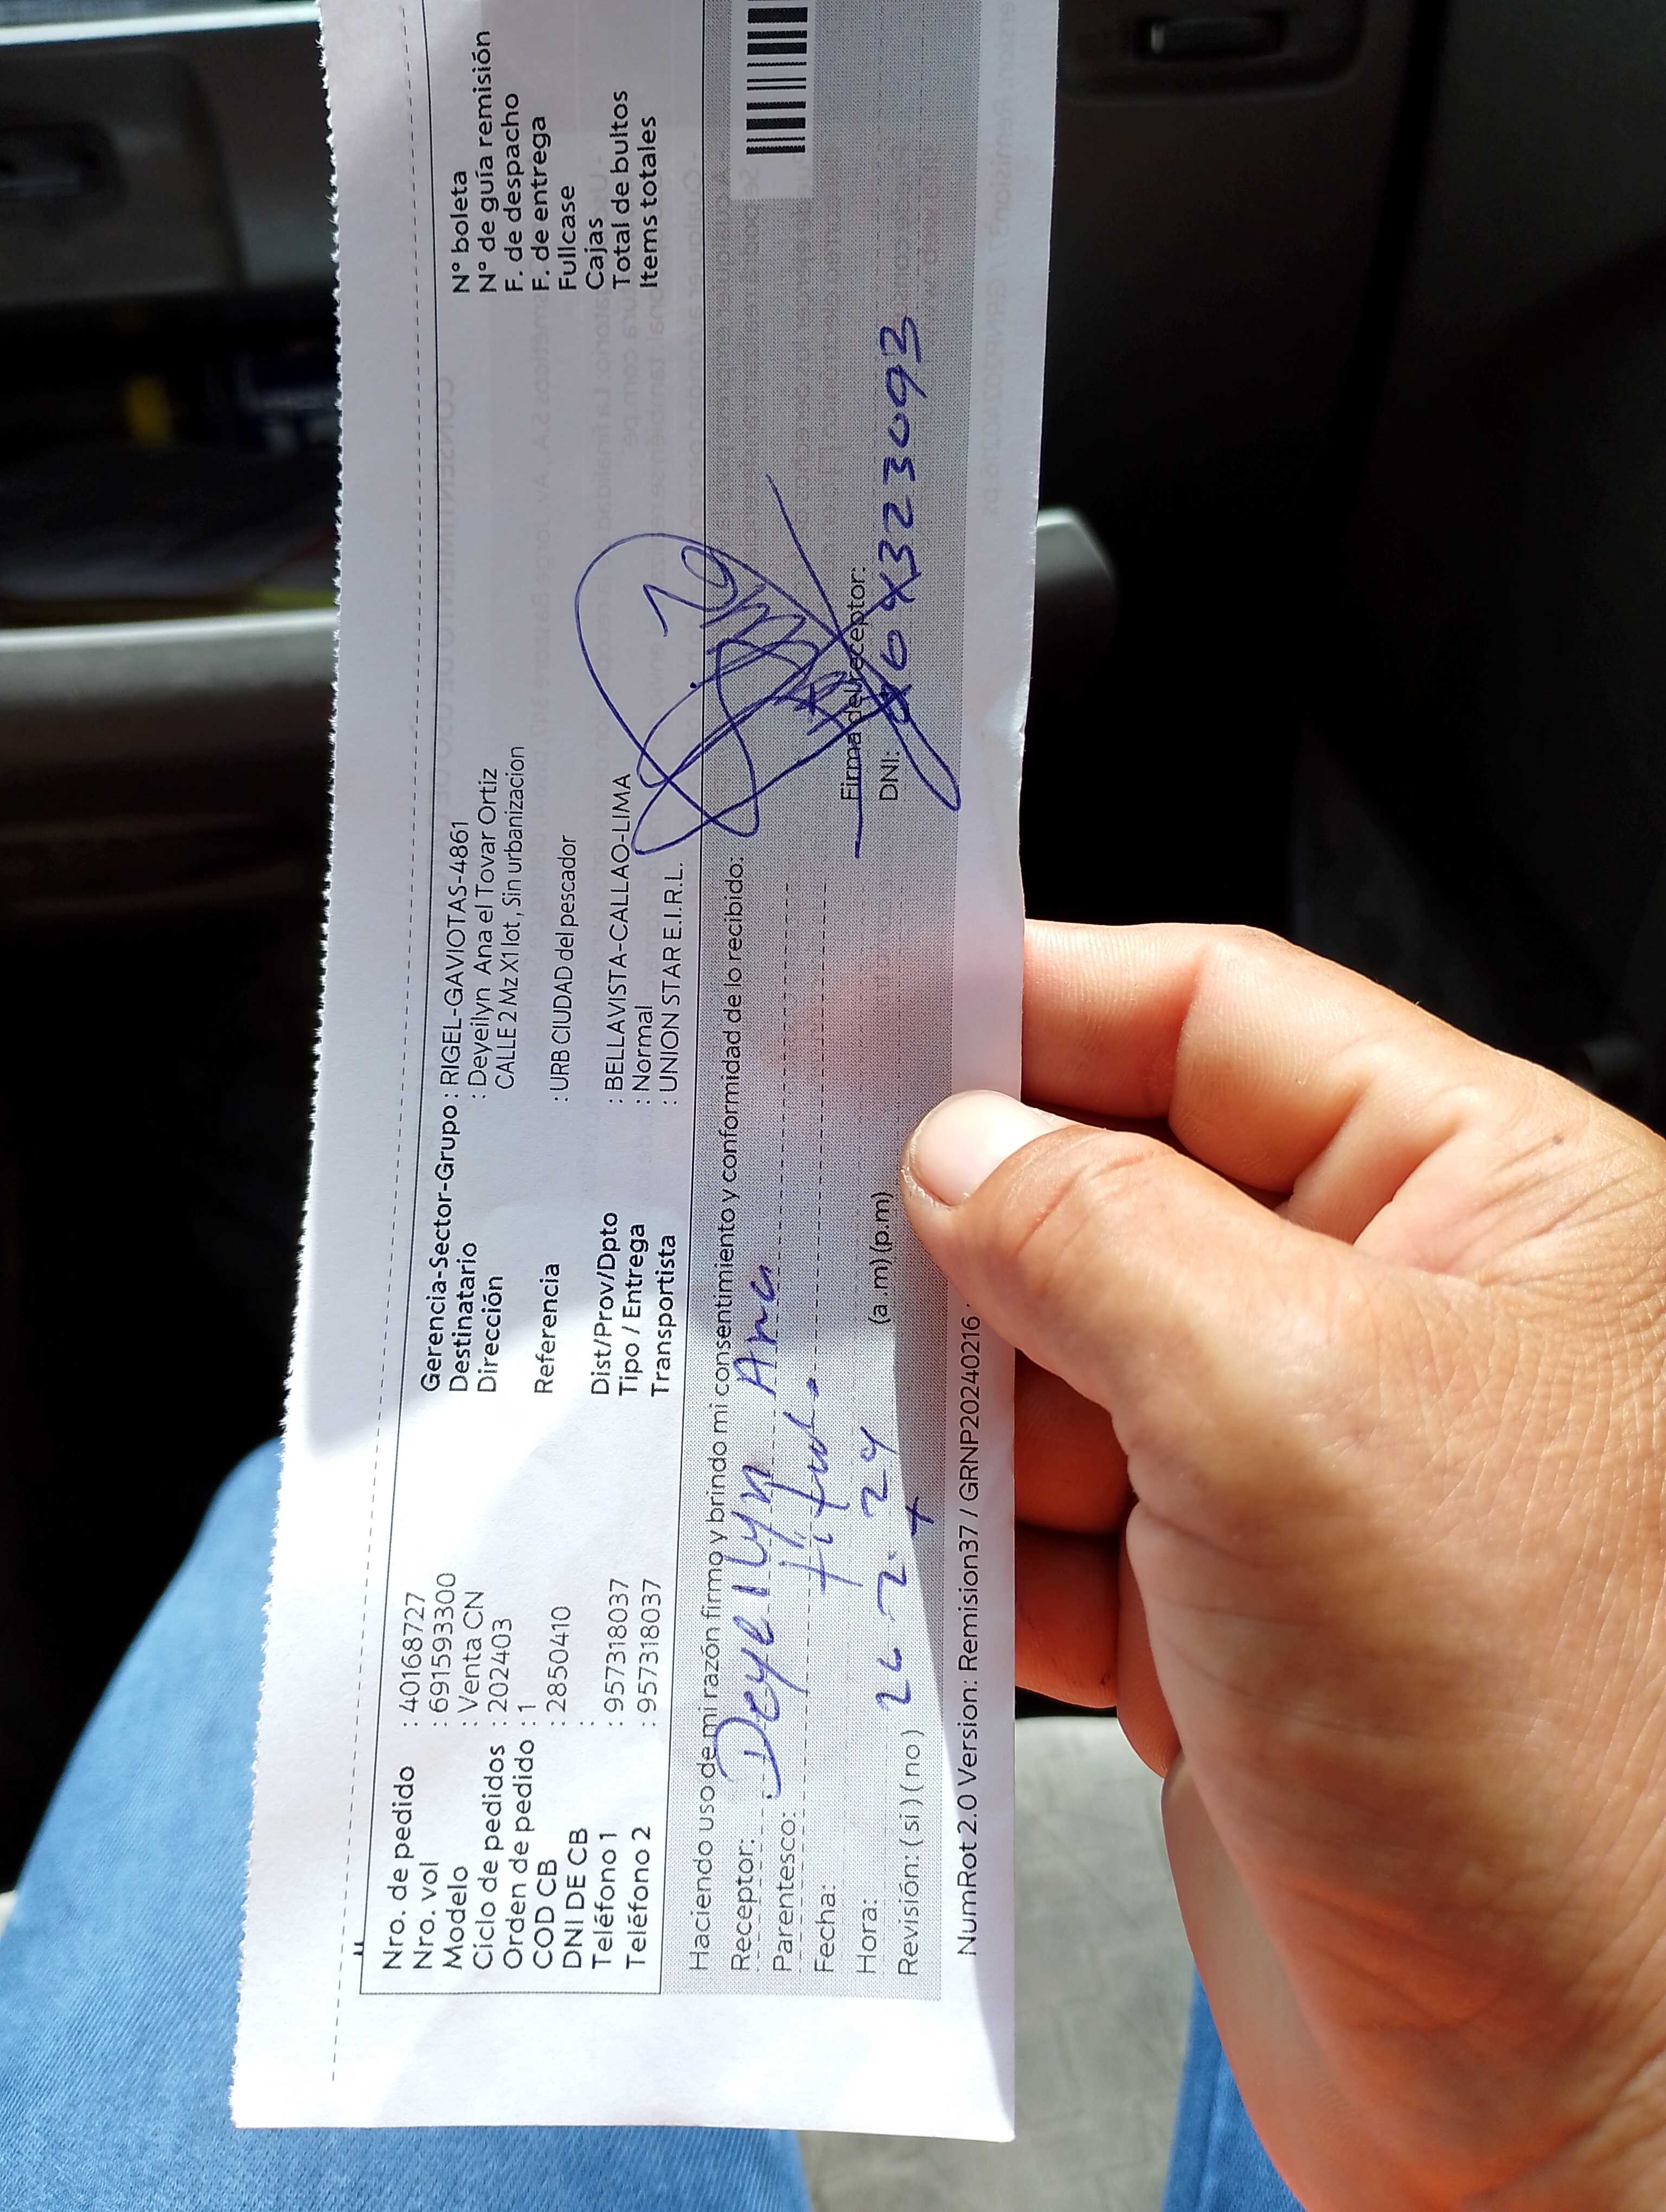 Nro. de pedido : 40168727
Nro. vol : 691593300
Modelo : Venta CN
Ciclo de pedidos : 202403
Orden de pedido : 1
COD CB : 2850410
DNI DE CB :
Teléfono 1 : 957318037
Teléfono 2 : 957318037
Gerencia-Sector-Grupo : RIGEL-GAVIOTAS-4861
Destinatario : Deyeilyn Ana el Tovar Ortiz
Dirección CALLE 2 Mz X1 lot, Sin urbanizacion
Referencia : URB CIUDAD del pescador
Dist/Prov/Dpto : BELLAVISTA-CALLAO-LIMA
Tipo / Entrega : Normal
Transportista : UNION STAR E.I.R.L.
N° boleta
N° de guía remisión
F. de despacho
F. de entrega
Fullcase
Cajas
Total de bultos
Items totales
Haciendo uso de mi razón firmo y brindo mi consentimiento y conformidad de lo recibido:
Receptor: Deyeilyn Ana
Parentesco:
Fecha: 26 2 24
Hora: (a .m) (p.m)
Revisión: ( si ) ( no )
Firma del receptor:
DNI:
NumRot 2.0 Version: Remision37 / GRNP20240216